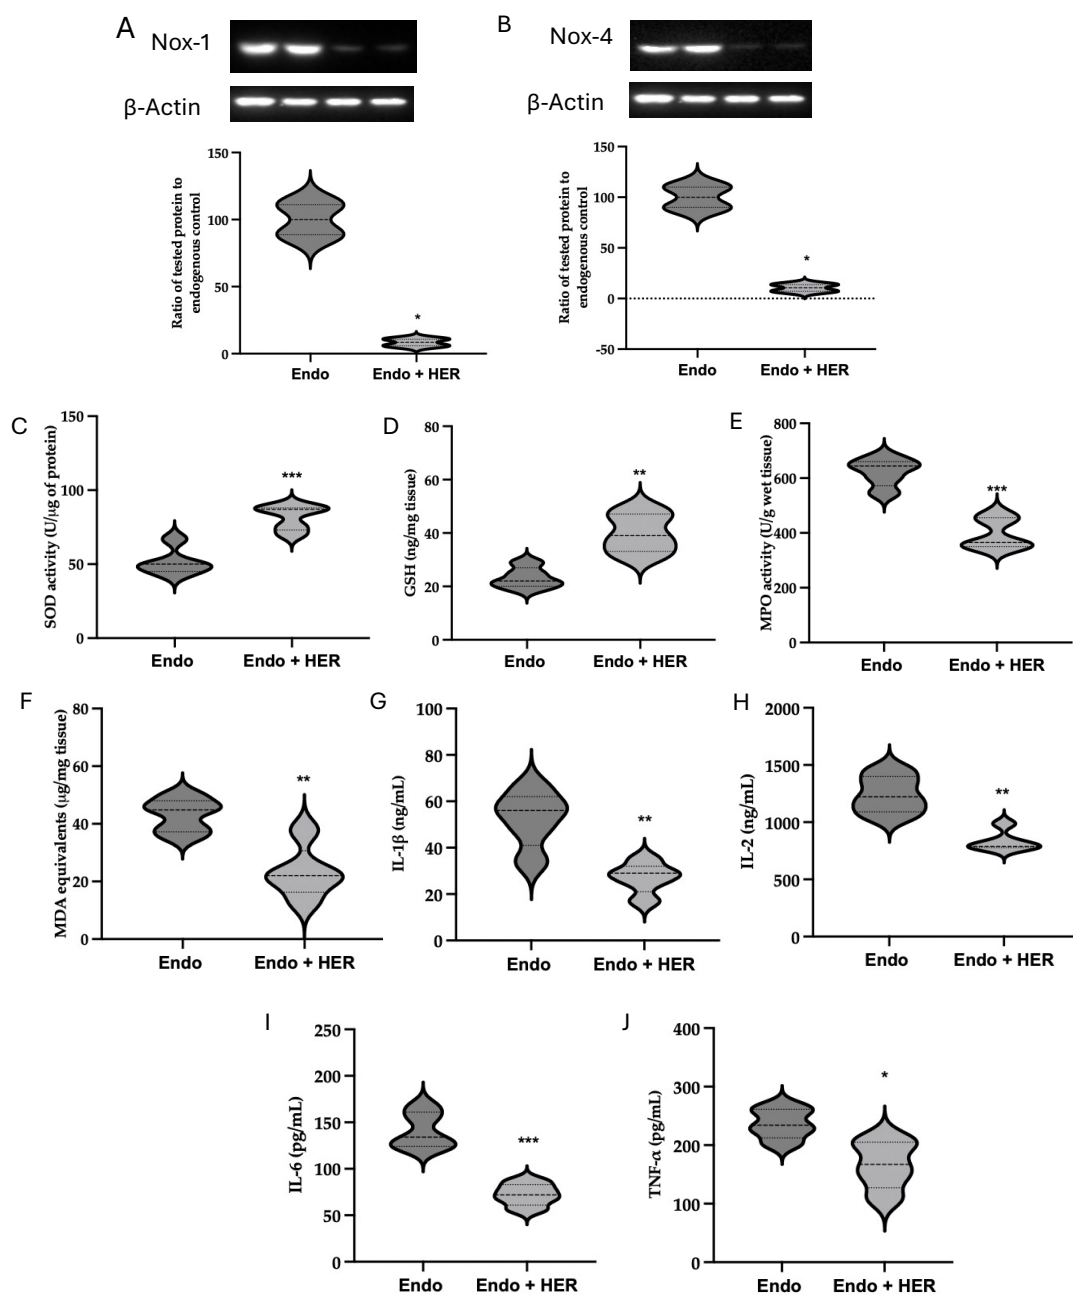 A
Nox-1
β-Actin
Ratio of tested protein to
endogenous control
150
100
50
0
*
Endo
Endo + HER
B
Nox-4
β-Actin
Ratio of tested protein to
endogenous control
150
100
50
0
-50
*
Endo
Endo + HER
C
SOD activity (U/µg of protein)
150
100
50
0
***
Endo
Endo + HER
D
GSH (ng/mg tissue)
80
60
40
20
0
**
Endo
Endo + HER
E
MPO activity (U/g wet tissue)
800
600
400
200
0
***
Endo
Endo + HER
F
MDA equivalents (µg/mg tissue)
80
60
40
20
0
**
Endo
Endo + HER
G
IL-1β (ng/mL)
100
80
60
40
20
0
**
Endo
Endo + HER
H
IL-2 (ng/mL)
2000
1500
1000
500
0
**
Endo
Endo + HER
I
IL-6 (pg/mL)
250
200
150
100
50
0
***
Endo
Endo + HER
J
TNF-α (pg/mL)
400
300
200
100
0
*
Endo
Endo + HER